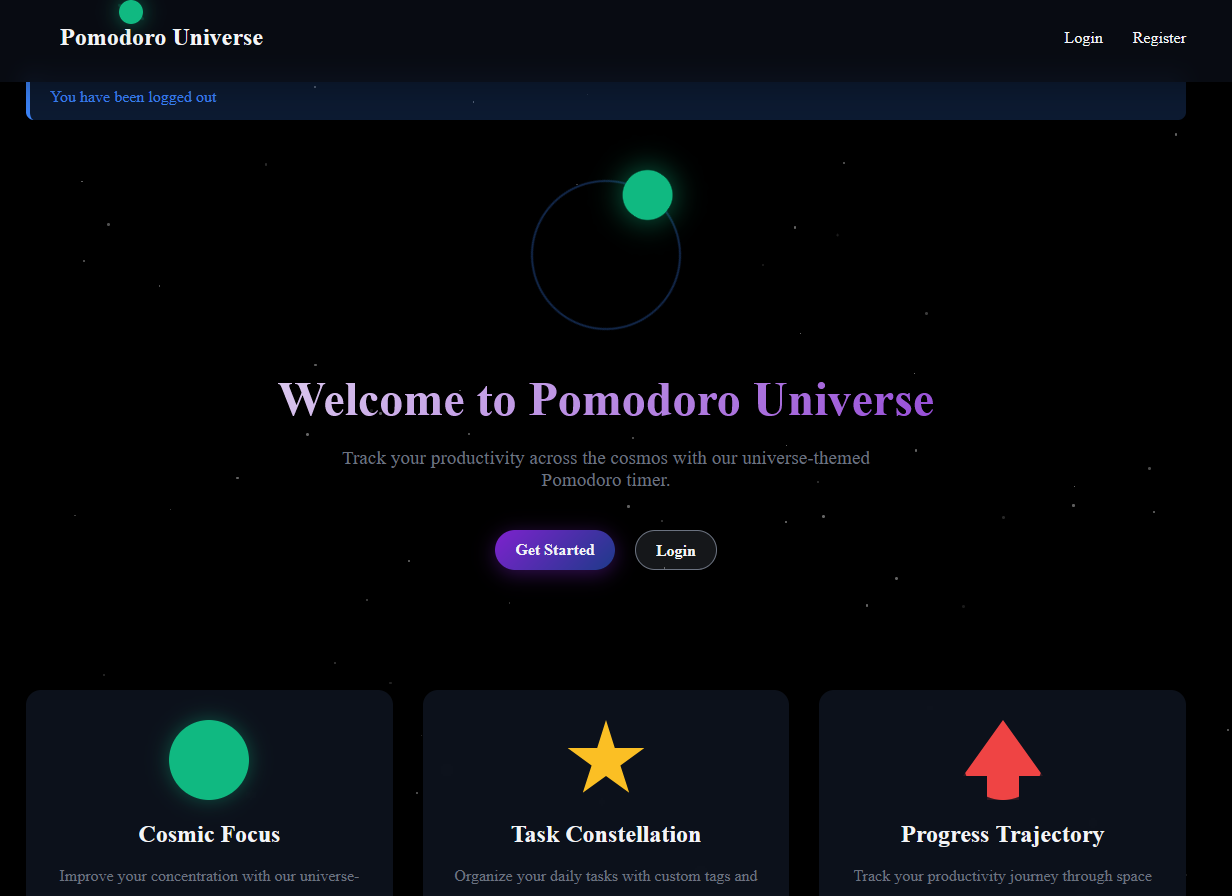 Pomodoro Universe
Login
Register
You have been logged out
Welcome to Pomodoro Universe
Track your productivity across the cosmos with our universe-themed
Pomodoro timer.
Get Started
Login
Cosmic Focus
Improve your concentration with our universe-
Task Constellation
Organize your daily tasks with custom tags and
Progress Trajectory
Track your productivity journey through space